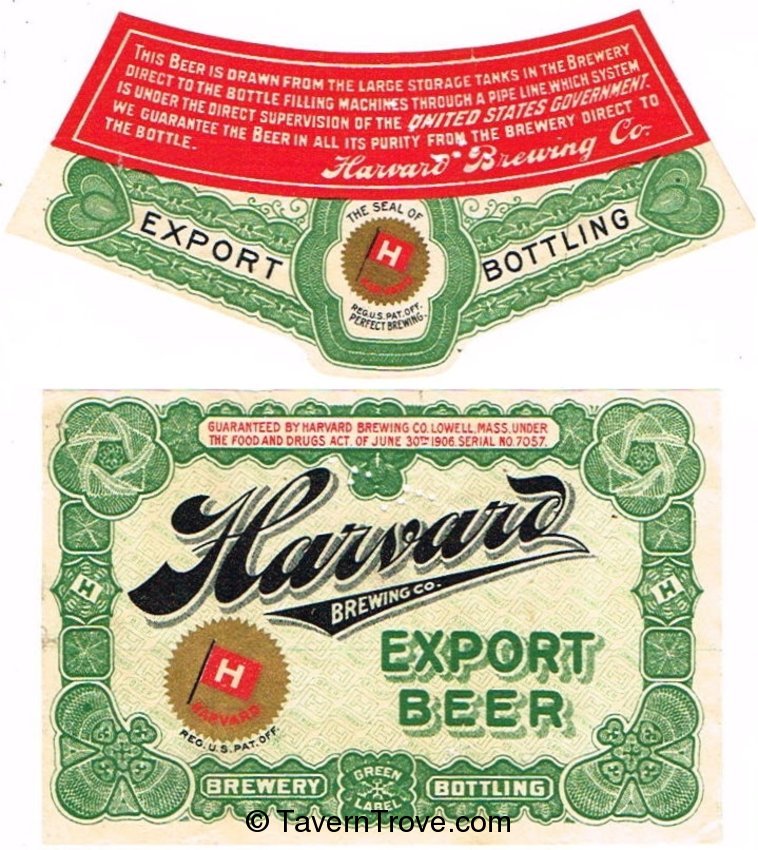 THIS BEER IS DRAWN FROM THE LARGE STORAGE TANKS IN THE BREWERY
DIRECT TO THE BOTTLE FILLING MACHINES THROUGH A PIPE LINE, WHICH SYSTEM
IS UNDER THE DIRECT SUPERVISION OF THE UNITED STATES GOVERNMENT.
WE GUARANTEE THE BEER IN ALL ITS PURITY FROM THE BREWERY DIRECT TO
THE BOTTLE.
Harvard Brewing Co.
EXPORT
THE SEAL OF
H
HARVARD
REG. U.S. PAT. OFF.
PERFECT BREWING.
BOTTLING
GUARANTEED BY HARVARD BREWING CO. LOWELL, MASS. UNDER
THE FOOD AND DRUGS ACT. OF JUNE 30TH 1906. SERIAL NO. 7057.
Harvard
BREWING CO.
H
H
EXPORT
BEER
H
HARVARD
REG. U.S. PAT. OFF.
BREWERY
GREEN
LABEL
BOTTLING
© TavernTrove.com